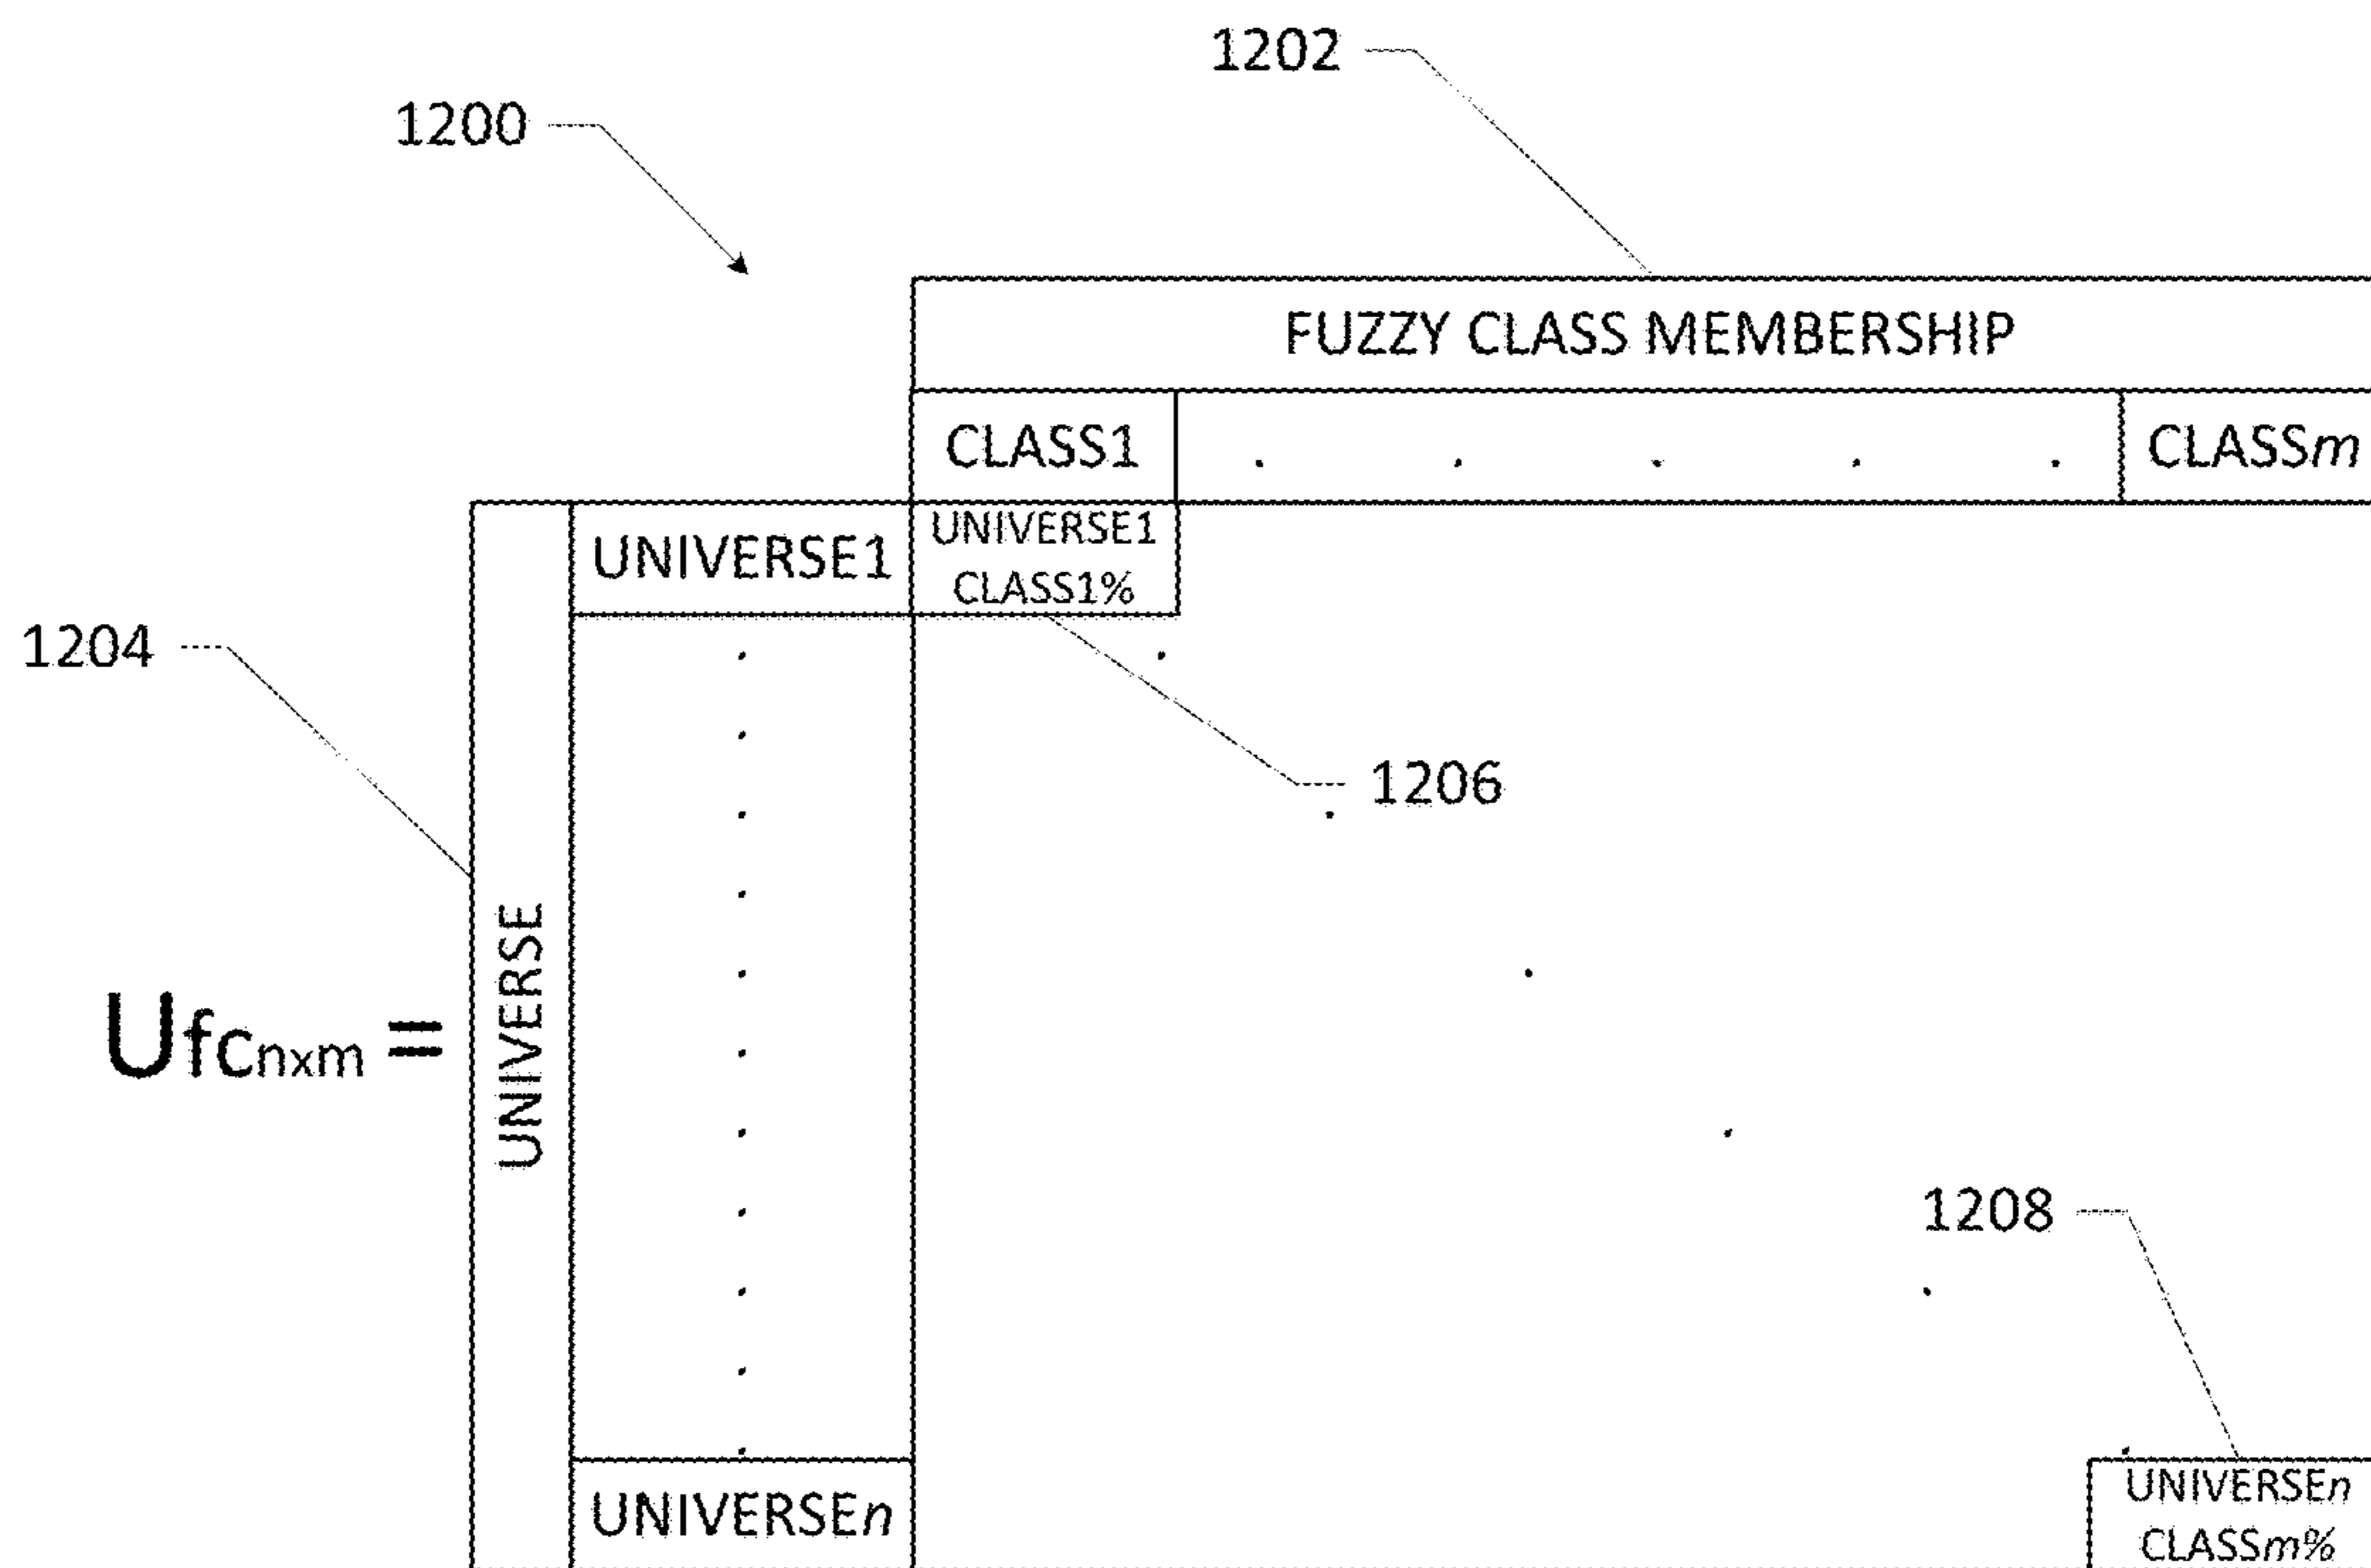 1202
1200
FUZZY CLASS MEMBERSHIP
CLASS1 . . . . . CLASSm
UNIVERSE1
UNIVERSE1
CLASS1%
1204
1206
UNIVERSE
Ufcnxm =
1208
UNIVERSEn
UNIVERSEn
CLASSm%